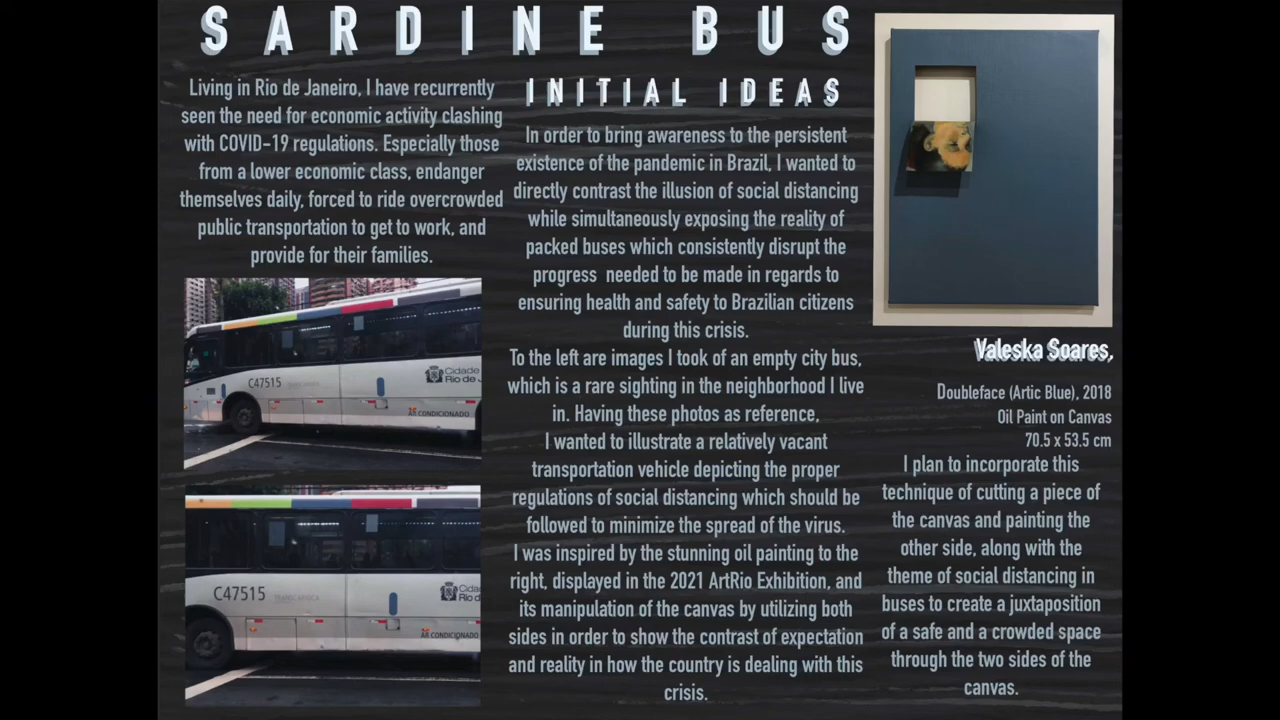 SARDINE BUS
Living in Rio de Janeiro, I have recurrently
seen the need for economic activity clashing
with COVID-19 regulations. Especially those
from a lower economic class, endanger
themselves daily, forced to ride overcrowded
public transportation to get to work, and
provide for their families.
C47515
TRANSCARIOCA
Cidade
Rio de J
AR CONDICIONADO
C47515
Cida
Rio d
AR CONDICIONADO
INITIAL IDEAS
In order to bring awareness to the persistent
existence of the pandemic in Brazil, I wanted to
directly contrast the illusion of social distancing
while simultaneously exposing the reality of
packed buses which consistently disrupt the
progress needed to be made in regards to
ensuring health and safety to Brazilian citizens
during this crisis.
To the left are images I took of an empty city bus,
which is a rare sighting in the neighborhood I live
in. Having these photos as reference,
I wanted to illustrate a relatively vacant
transportation vehicle depicting the proper
regulations of social distancing which should be
followed to minimize the spread of the virus.
I was inspired by the stunning oil painting to the
right, displayed in the 2021 ArtRio Exhibition, and
its manipulation of the canvas by utilizing both
sides in order to show the contrast of expectation
and reality in how the country is dealing with this
crisis.
Valeska Soares,
Doubleface (Artic Blue), 2018
Oil Paint on Canvas
70.5 x 53.5 cm
I plan to incorporate this
technique of cutting a piece of
the canvas and painting the
other side, along with the
theme of social distancing in
buses to create a juxtaposition
of a safe and a crowded space
through the two sides of the
canvas.